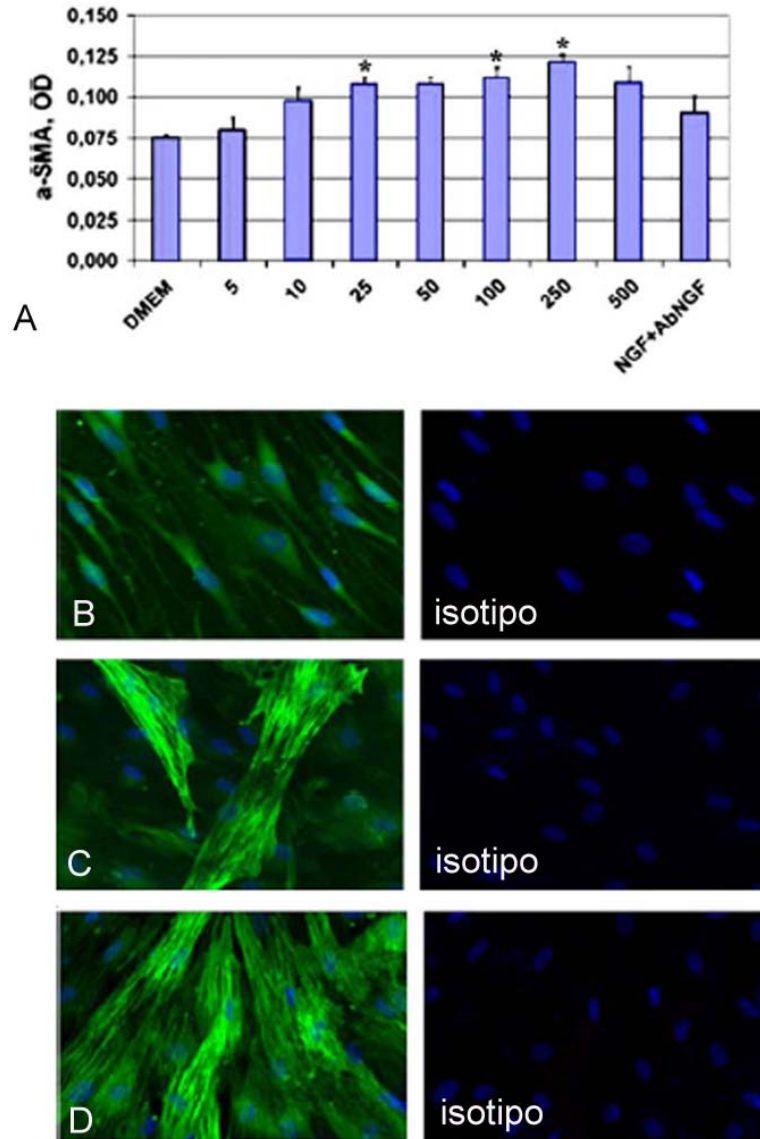 0,150
0,125
0,100
0,075
0,050
0,025
0,000
a-SMA, OD
* * *
DMEM 5 10 25 50 100 250 500 NGF+AbNGF
A
B isotipo
C isotipo
D isotipo